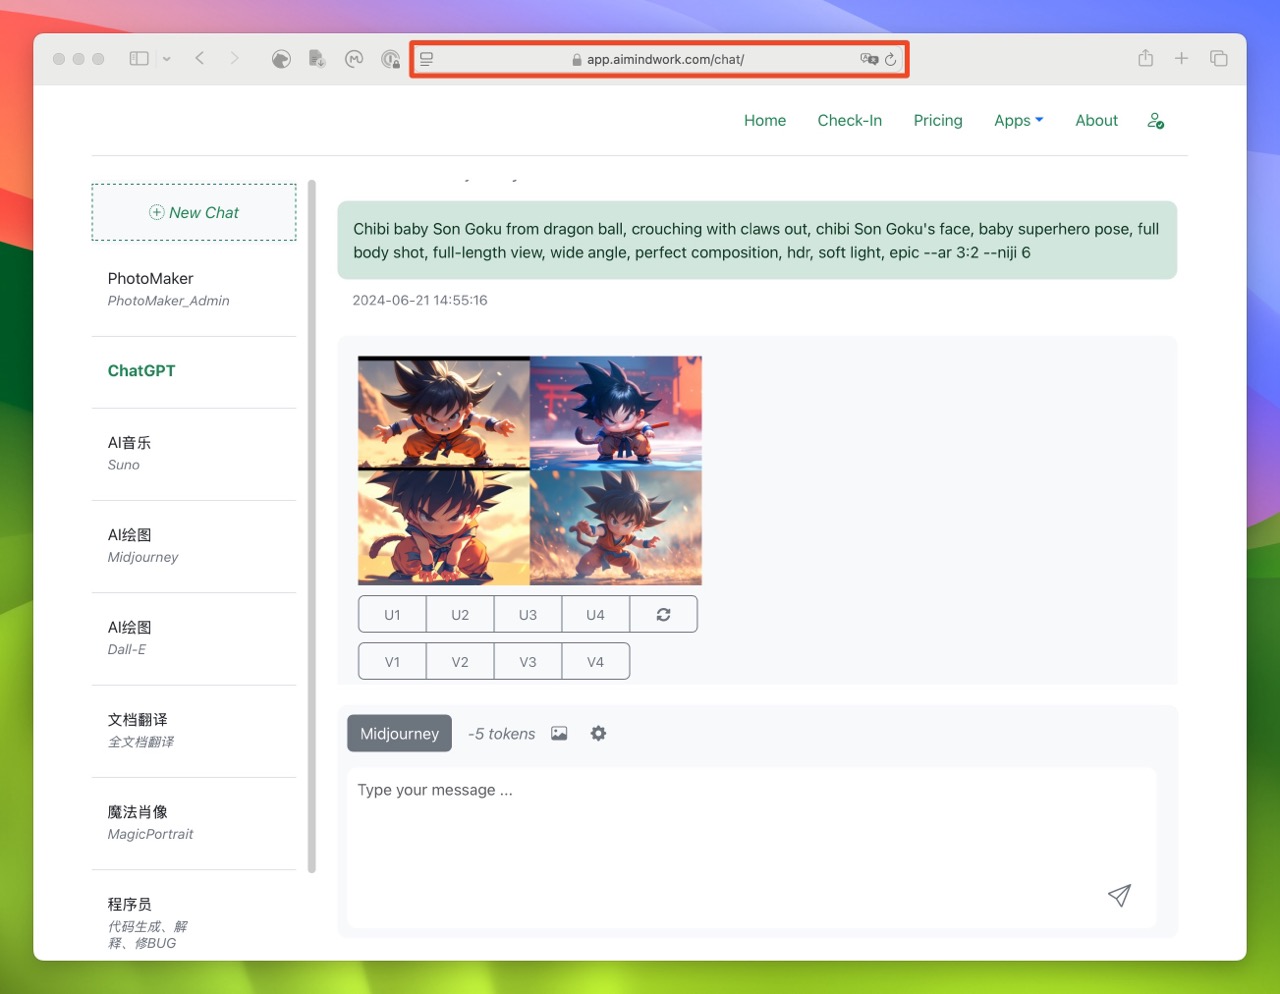 app.aimindwork.com/chat/
Home Check-In Pricing Apps About
New Chat
PhotoMaker
PhotoMaker_Admin
ChatGPT
AI音乐
Suno
AI绘图
Midjourney
AI绘图
Dall-E
文档翻译
全文档翻译
魔法肖像
MagicPortrait
程序员
代码生成、解
释、修BUG
Chibi baby Son Goku from dragon ball, crouching with claws out, chibi Son Goku's face, baby superhero pose, full
body shot, full-length view, wide angle, perfect composition, hdr, soft light, epic --ar 3:2 --niji 6
2024-06-21 14:55:16
U1 U2 U3 U4
V1 V2 V3 V4
Midjourney -5 tokens
Type your message ...